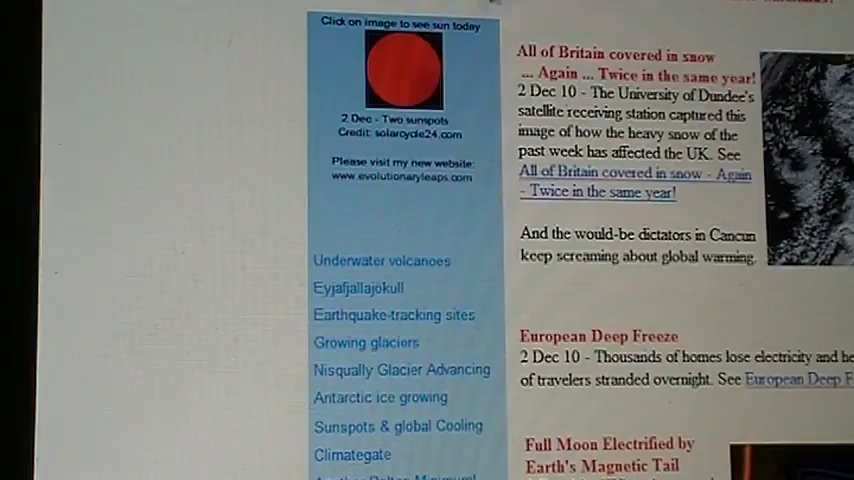 Click on image to see sun today
2 Dec - Two sunspots
Credit: solarcycle24.com
Please visit my new website:
www.evolutionaryleaps.com
Underwater volcanoes
Eyjafjallajokull
Earthquake-tracking sites
Growing glaciers
Nisqually Glacier Advancing
Antarctic ice growing
Sunspots & global Cooling
Climategate
All of Britain covered in snow
... Again ... Twice in the same year!
2 Dec 10 - The University of Dundee's
satellite receiving station captured this
image of how the heavy snow of the
past week has affected the UK. See
All of Britain covered in snow - Again
- Twice in the same year!
And the would-be dictators in Cancun
keep screaming about global warming.
European Deep Freeze
2 Dec 10 - Thousands of homes lose electricity and he
of travelers stranded overnight. See European Deep F
Full Moon Electrified by
Earth's Magnetic Tail